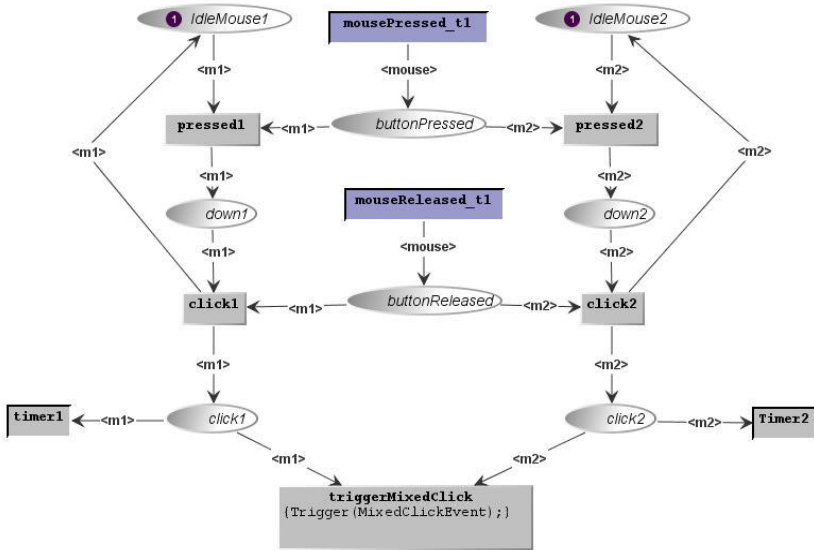 1 IdleMouse1
mousePressed_t1
1 IdleMouse2
<m1>
<mouse>
<m2>
pressed1
<m1>
buttonPressed
<m2>
pressed2
<m1>
<m2>
<m1>
<m2>
down1
mouseReleased_t1
down2
<m1>
<mouse>
<m2>
click1
<m1>
buttonReleased
<m2>
click2
<m1>
<m2>
timer1
<m1>
click1
click2
<m2>
Timer2
<m1>
<m2>
triggerMixedClick
{Trigger(MixedClickEvent);}